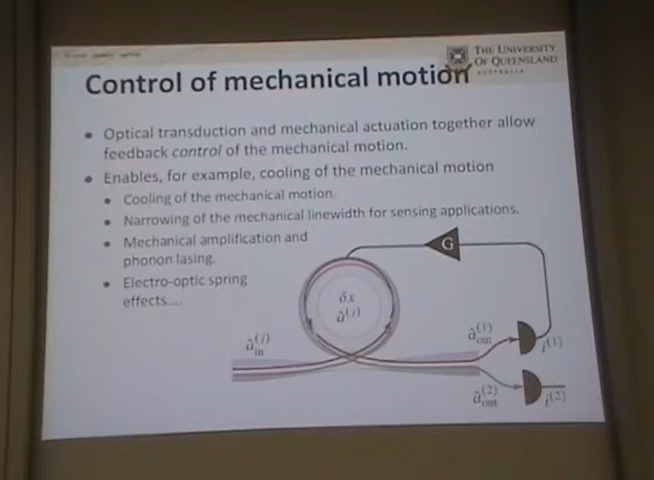 THE UNIVERSITY
OF QUEENSLAND
AUSTRALIA
Control of mechanical motion
• Optical transduction and mechanical actuation together allow
feedback control of the mechanical motion.
• Enables, for example, cooling of the mechanical motion
• Cooling of the mechanical motion.
• Narrowing of the mechanical linewidth for sensing applications.
• Mechanical amplification and
phonon lasing.
• Electro-optic spring
effects....
G
δx
â⁽ʲ⁾
â_in⁽ʲ⁾
â_out⁽¹⁾
i⁽¹⁾
â_out⁽²⁾
i⁽²⁾